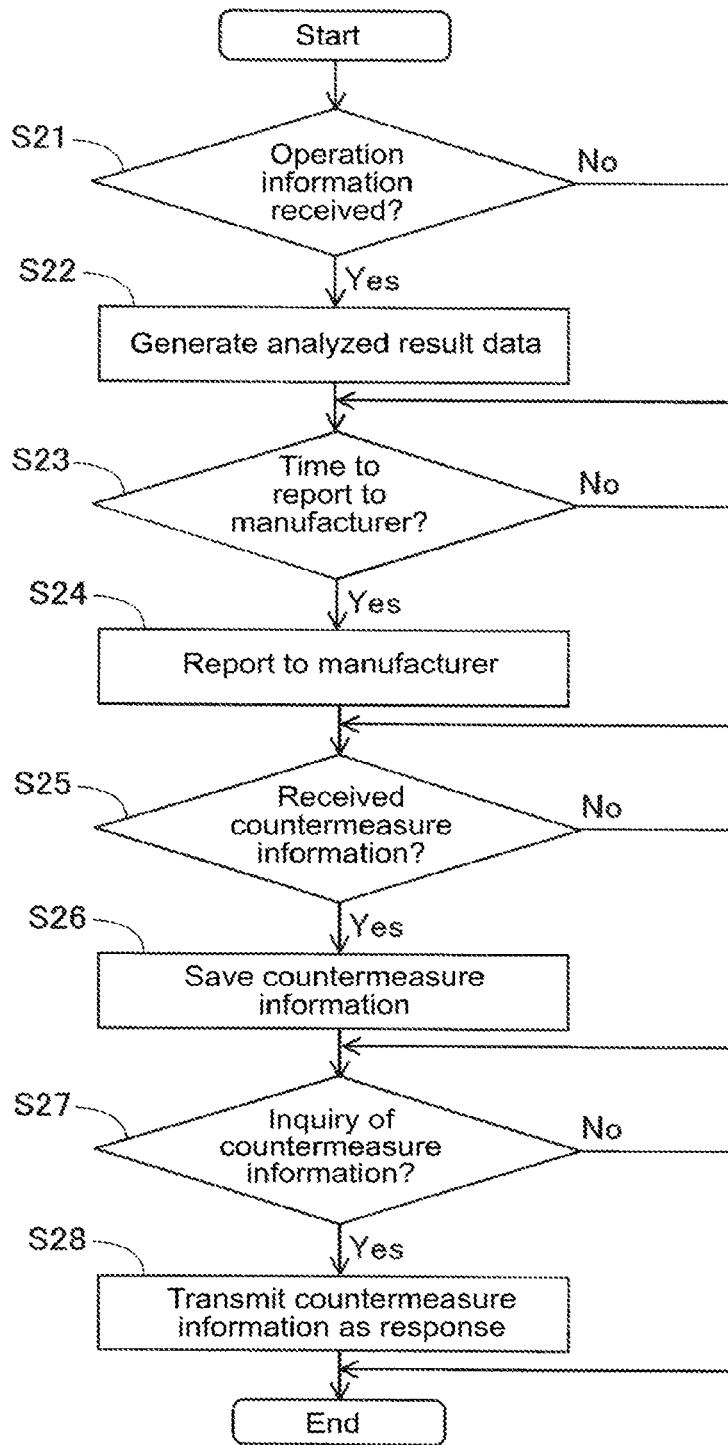 Start
S21
Operation
information
received?
No
Yes
S22
Generate analyzed result data
S23
Time to
report to
manufacturer?
No
Yes
S24
Report to manufacturer
S25
Received
countermeasure
information?
No
Yes
S26
Save countermeasure
information
S27
Inquiry of
countermeasure
information?
No
Yes
S28
Transmit countermeasure
information as response
End